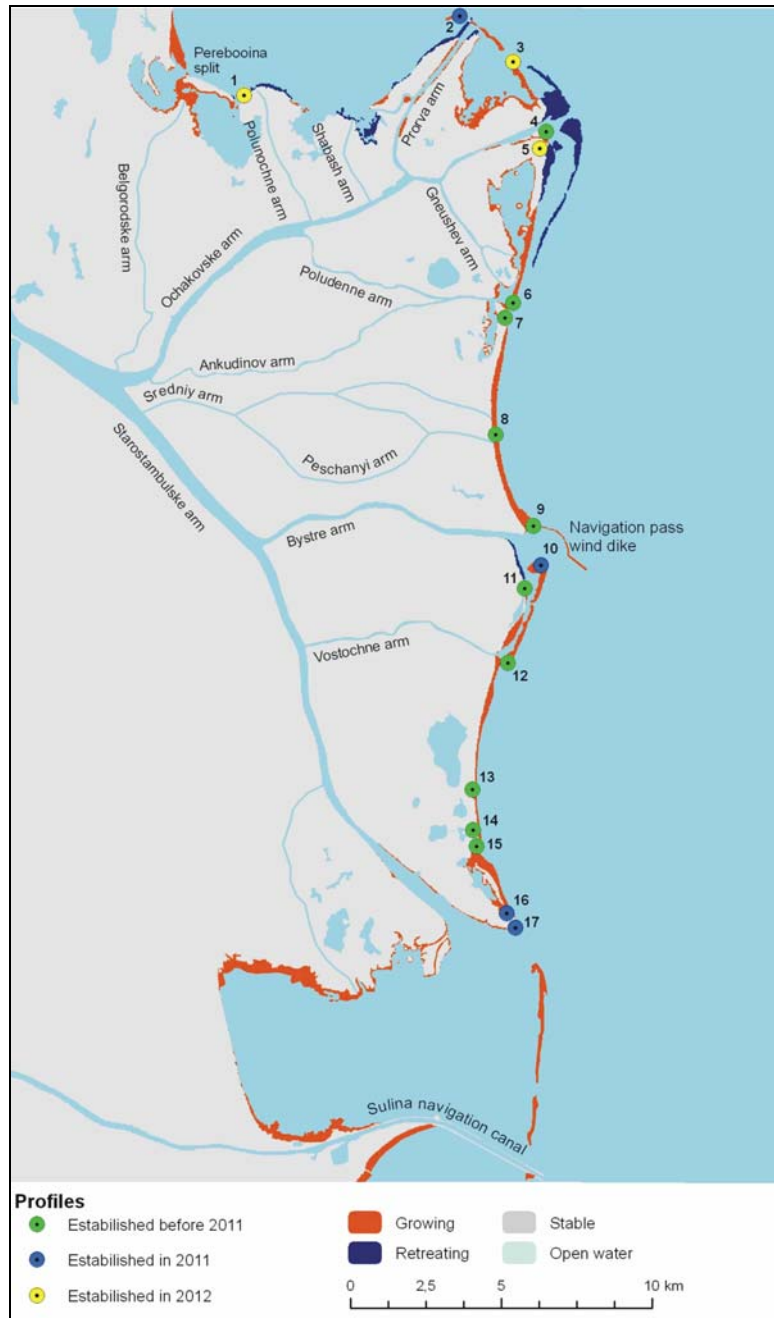 2
3
Perebooina
split
1
4
5
Prorva arm
Shabash arm
Polunochne arm
Belgorodske arm
Gneushev arm
Ochakovske arm
Poludenne arm
6
7
Ankudinov arm
Sredniy arm
8
Peschanyi arm
Starostambulske arm
9
Navigation pass
wind dike
Bystre arm
10
11
Vostochne arm
12
13
14
15
16
17
Sulina navigation canal
Profiles
Estabilished before 2011
Estabilished in 2011
Estabilished in 2012
Growing
Retreating
Stable
Open water
0 2,5 5 10 km